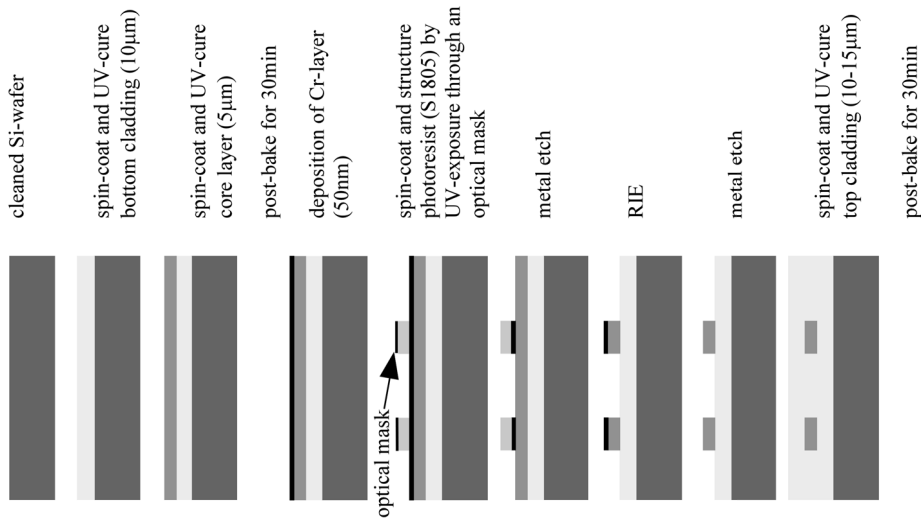 cleaned Si-wafer
spin-coat and UV-cure
bottom cladding (10µm)
spin-coat and UV-cure
core layer (5µm)
post-bake for 30min
deposition of Cr-layer
(50nm)
optical mask
spin-coat and structure
photoresist (S1805) by
UV-exposure through an
optical mask
metal etch
RIE
metal etch
spin-coat and UV-cure
top cladding (10-15µm)
post-bake for 30min